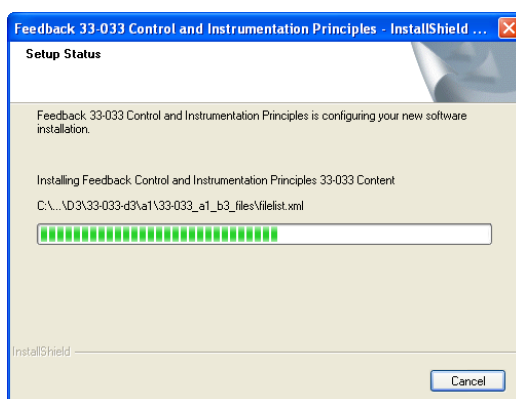 Feedback 33-033 Control and Instrumentation Principles - InstallShield ...
Setup Status
Feedback 33-033 Control and Instrumentation Principles is configuring your new software
installation.
Installing Feedback Control and Instrumentation Principles 33-033 Content
C:\...\D3\33-033-d3\a1\33-033_a1_b3_files\filelist.xml
InstallShield
Cancel